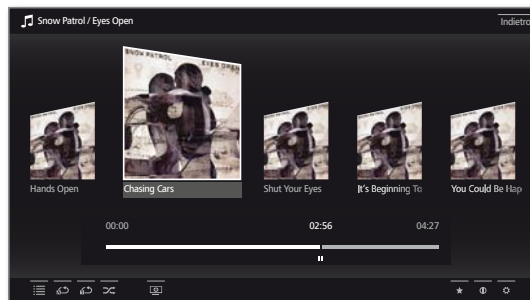 Snow Patrol / Eyes Open
Indietro
SNOW PATROL EYES OPEN
Hands Open
Chasing Cars
Shut Your Eyes
It's Beginning To
You Could Be Hap
00:00
02:56
04:27